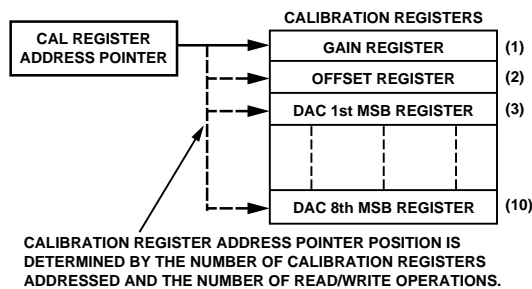 CALIBRATION REGISTERS
CAL REGISTER
ADDRESS POINTER
GAIN REGISTER
(1)
OFFSET REGISTER
(2)
DAC 1st MSB REGISTER
(3)
DAC 8th MSB REGISTER
(10)
CALIBRATION REGISTER ADDRESS POINTER POSITION IS
DETERMINED BY THE NUMBER OF CALIBRATION REGISTERS
ADDRESSED AND THE NUMBER OF READ/WRITE OPERATIONS.